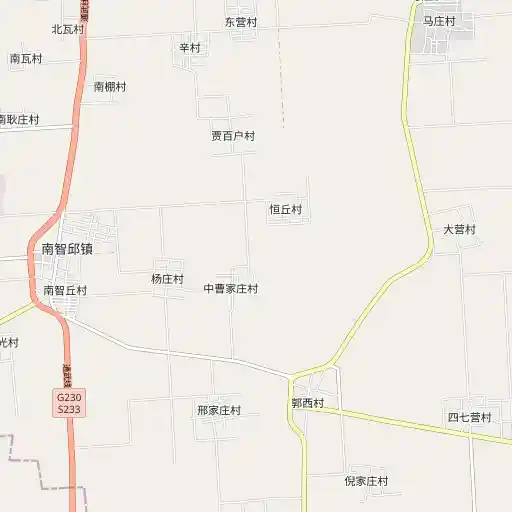 马庄村
东营村
北瓦村
辛村
南瓦村
南棚村
南耿庄村
贾百户村
恒丘村
大营村
南智邱镇
杨庄村
南智丘村
中曹家庄村
光村
G230
S233
郭西村
邢家庄村
四七营村
倪家庄村